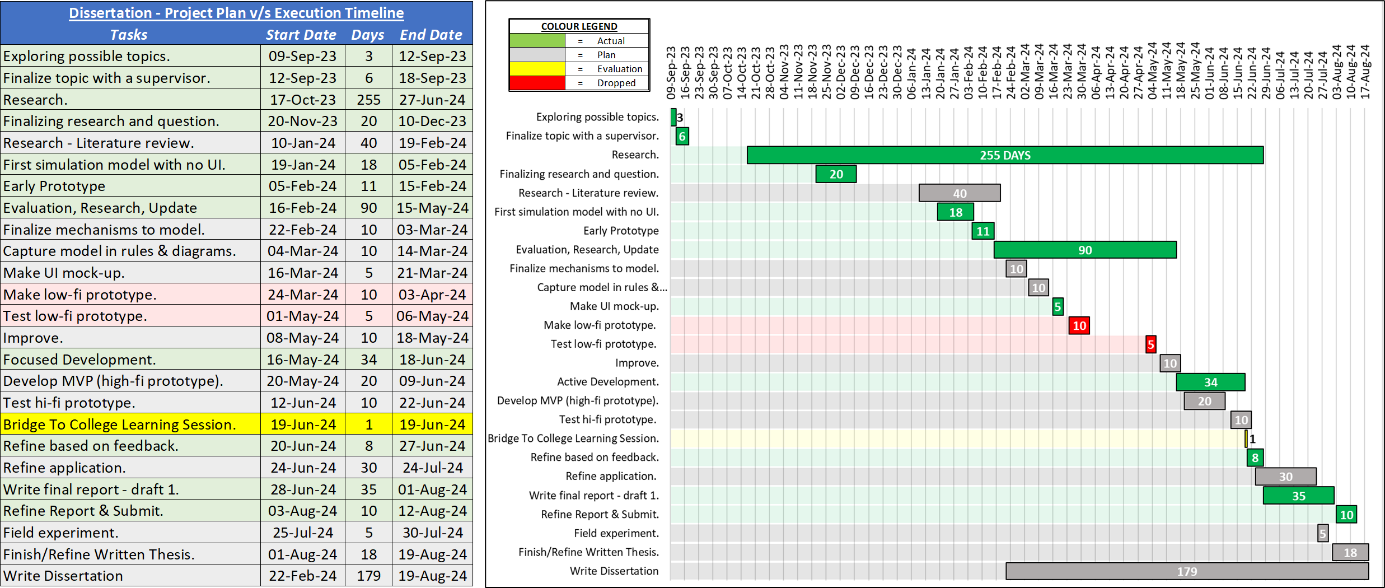 Dissertation - Project Plan v/s Execution Timeline
Tasks Start Date Days End Date
Exploring possible topics. 09-Sep-23 3 12-Sep-23
Finalize topic with a supervisor. 12-Sep-23 6 18-Sep-23
Research. 17-Oct-23 255 27-Jun-24
Finalizing research and question. 20-Nov-23 20 10-Dec-23
Research - Literature review. 10-Jan-24 40 19-Feb-24
First simulation model with no UI. 19-Jan-24 18 05-Feb-24
Early Prototype 05-Feb-24 11 15-Feb-24
Evaluation, Research, Update 16-Feb-24 90 15-May-24
Finalize mechanisms to model. 22-Feb-24 10 03-Mar-24
Capture model in rules & diagrams. 04-Mar-24 10 14-Mar-24
Make UI mock-up. 16-Mar-24 5 21-Mar-24
Make low-fi prototype. 24-Mar-24 10 03-Apr-24
Test low-fi prototype. 01-May-24 5 06-May-24
Improve. 08-May-24 10 18-May-24
Focused Development. 16-May-24 34 18-Jun-24
Develop MVP (high-fi prototype). 20-May-24 20 09-Jun-24
Test hi-fi prototype. 12-Jun-24 10 22-Jun-24
Bridge To College Learning Session. 19-Jun-24 1 19-Jun-24
Refine based on feedback. 20-Jun-24 8 27-Jun-24
Refine application. 24-Jun-24 30 24-Jul-24
Write final report - draft 1. 28-Jun-24 35 01-Aug-24
Refine Report & Submit. 03-Aug-24 10 12-Aug-24
Field experiment. 25-Jul-24 5 30-Jul-24
Finish/Refine Written Thesis. 01-Aug-24 18 19-Aug-24
Write Dissertation 22-Feb-24 179 19-Aug-24
COLOUR LEGEND
= Actual
= Plan
= Evaluation
= Dropped
09-Sep-23
16-Sep-23
23-Sep-23
30-Sep-23
07-Oct-23
14-Oct-23
21-Oct-23
28-Oct-23
04-Nov-23
11-Nov-23
18-Nov-23
25-Nov-23
02-Dec-23
09-Dec-23
16-Dec-23
23-Dec-23
30-Dec-23
06-Jan-24
13-Jan-24
20-Jan-24
27-Jan-24
03-Feb-24
10-Feb-24
17-Feb-24
24-Feb-24
02-Mar-24
09-Mar-24
16-Mar-24
23-Mar-24
30-Mar-24
06-Apr-24
13-Apr-24
20-Apr-24
27-Apr-24
04-May-24
11-May-24
18-May-24
25-May-24
01-Jun-24
08-Jun-24
15-Jun-24
22-Jun-24
29-Jun-24
06-Jul-24
13-Jul-24
20-Jul-24
27-Jul-24
03-Aug-24
10-Aug-24
17-Aug-24
Exploring possible topics. 3
Finalize topic with a supervisor. 6
Research. 255 DAYS
Finalizing research and question. 20
Research - Literature review. 40
First simulation model with no UI. 18
Early Prototype 11
Evaluation, Research, Update 90
Finalize mechanisms to model. 10
Capture model in rules &... 10
Make UI mock-up. 5
Make low-fi prototype. 10
Test low-fi prototype. 5
Improve. 10
Active Development. 34
Develop MVP (high-fi prototype). 20
Test hi-fi prototype. 10
Bridge To College Learning Session. 1
Refine based on feedback. 8
Refine application. 30
Write final report - draft 1. 35
Refine Report & Submit. 10
Field experiment. 5
Finish/Refine Written Thesis. 18
Write Dissertation 179